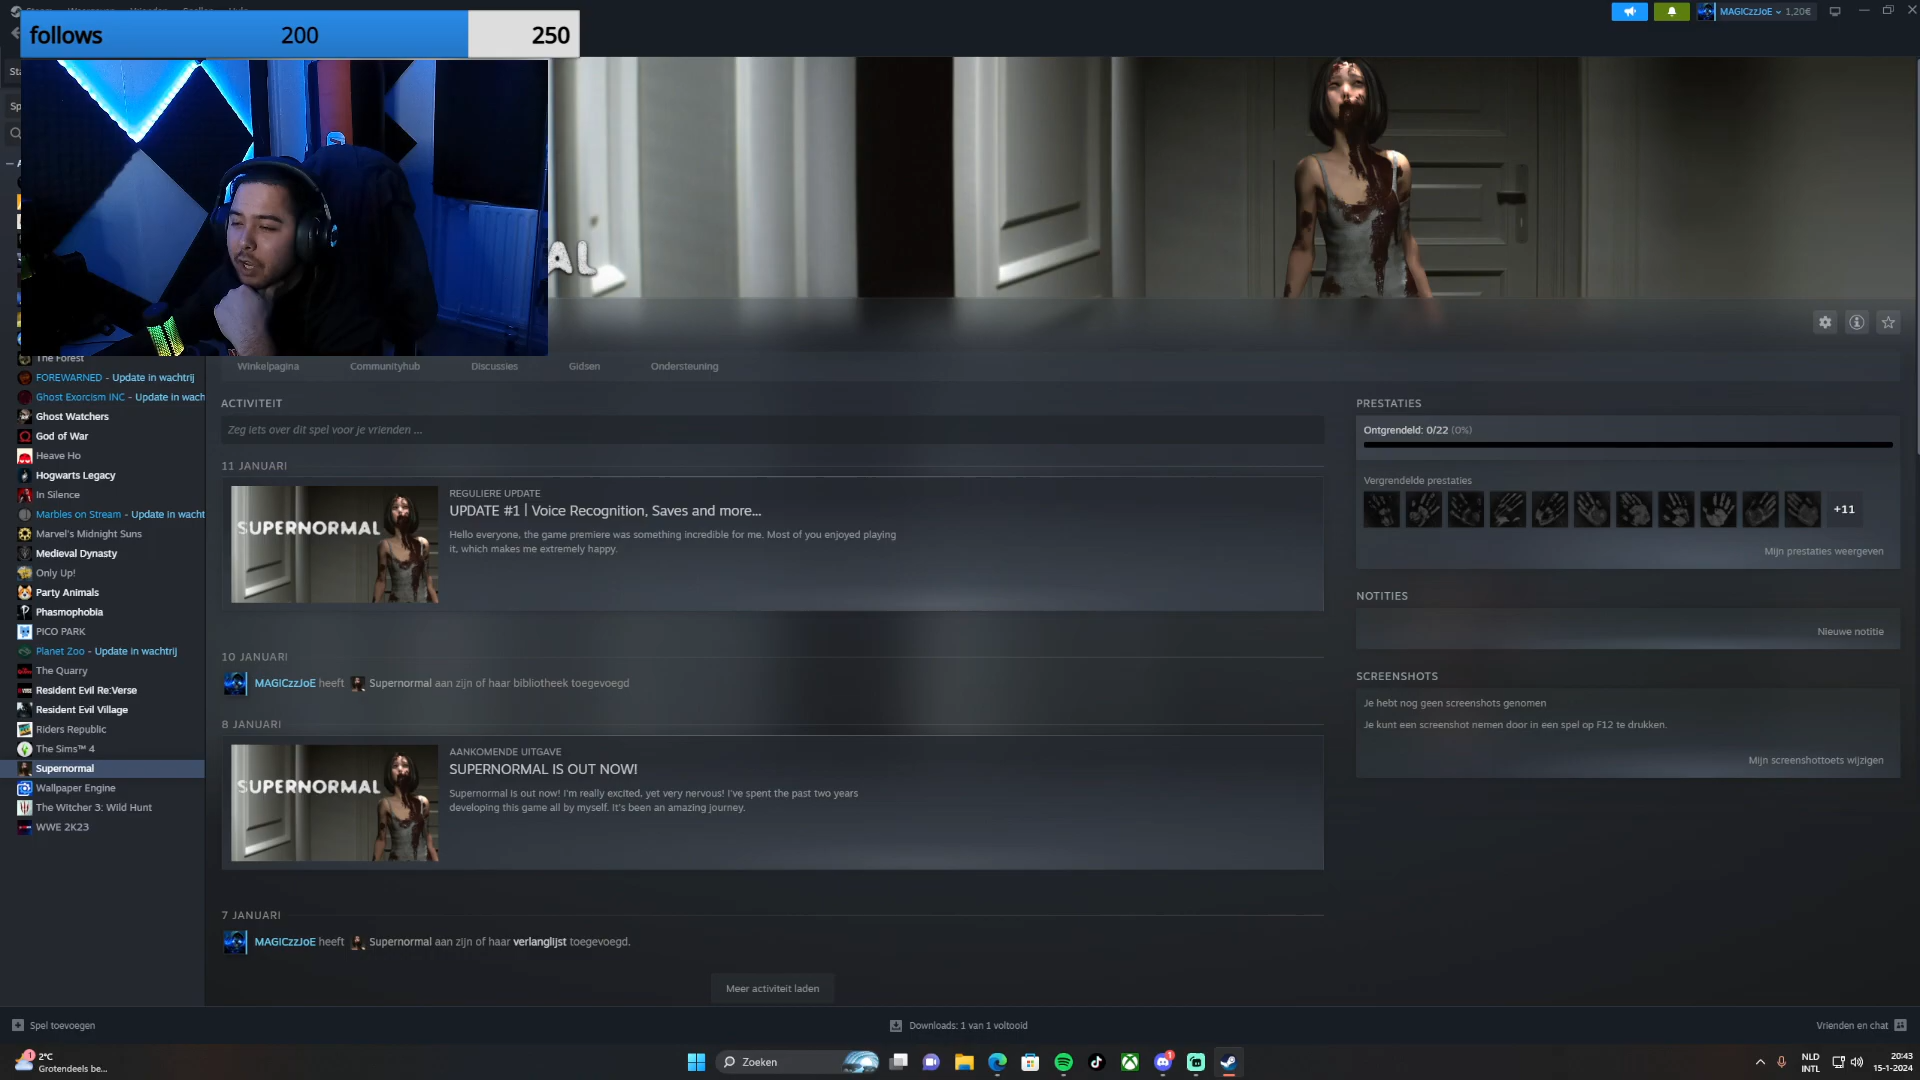 follows 200 250
MAGICzzJoE 1,20€
AL
The Forest
FOREWARNED - Update in wachtrij
Ghost Exorcism INC - Update in wach
Ghost Watchers
God of War
Heave Ho
Hogwarts Legacy
In Silence
Marbles on Stream - Update in wacht
Marvel's Midnight Suns
Medieval Dynasty
Only Up!
Party Animals
Phasmophobia
PICO PARK
Planet Zoo - Update in wachtrij
The Quarry
Resident Evil Re:Verse
Resident Evil Village
Riders Republic
The Sims™ 4
Supernormal
Wallpaper Engine
The Witcher 3: Wild Hunt
WWE 2K23
Winkelpagina Communityhub Discussies Gidsen Ondersteuning
ACTIVITEIT
Zeg iets over dit spel voor je vrienden ...
11 JANUARI
SUPERNORMAL
REGULIERE UPDATE
UPDATE #1 | Voice Recognition, Saves and more...
Hello everyone, the game premiere was something incredible for me. Most of you enjoyed playing
it, which makes me extremely happy.
10 JANUARI
MAGICzzJoE heeft Supernormal aan zijn of haar bibliotheek toegevoegd
8 JANUARI
SUPERNORMAL
AANKOMENDE UITGAVE
SUPERNORMAL IS OUT NOW!
Supernormal is out now! I'm really excited, yet very nervous! I've spent the past two years
developing this game all by myself. It's been an amazing journey.
7 JANUARI
MAGICzzJoE heeft Supernormal aan zijn of haar verlanglijst toegevoegd.
Meer activiteit laden
PRESTATIES
Ontgrendeld: 0/22 (0%)
Vergrendelde prestaties
+11
Mijn prestaties weergeven
NOTITIES
Nieuwe notitie
SCREENSHOTS
Je hebt nog geen screenshots genomen
Je kunt een screenshot nemen door in een spel op F12 te drukken.
Mijn screenshottoets wijzigen
Spel toevoegen
Downloads: 1 van 1 voltooid
Vrienden en chat
1
2°C
Grotendeels be...
Zoeken
1
NLD
INTL
20:43
15-1-2024